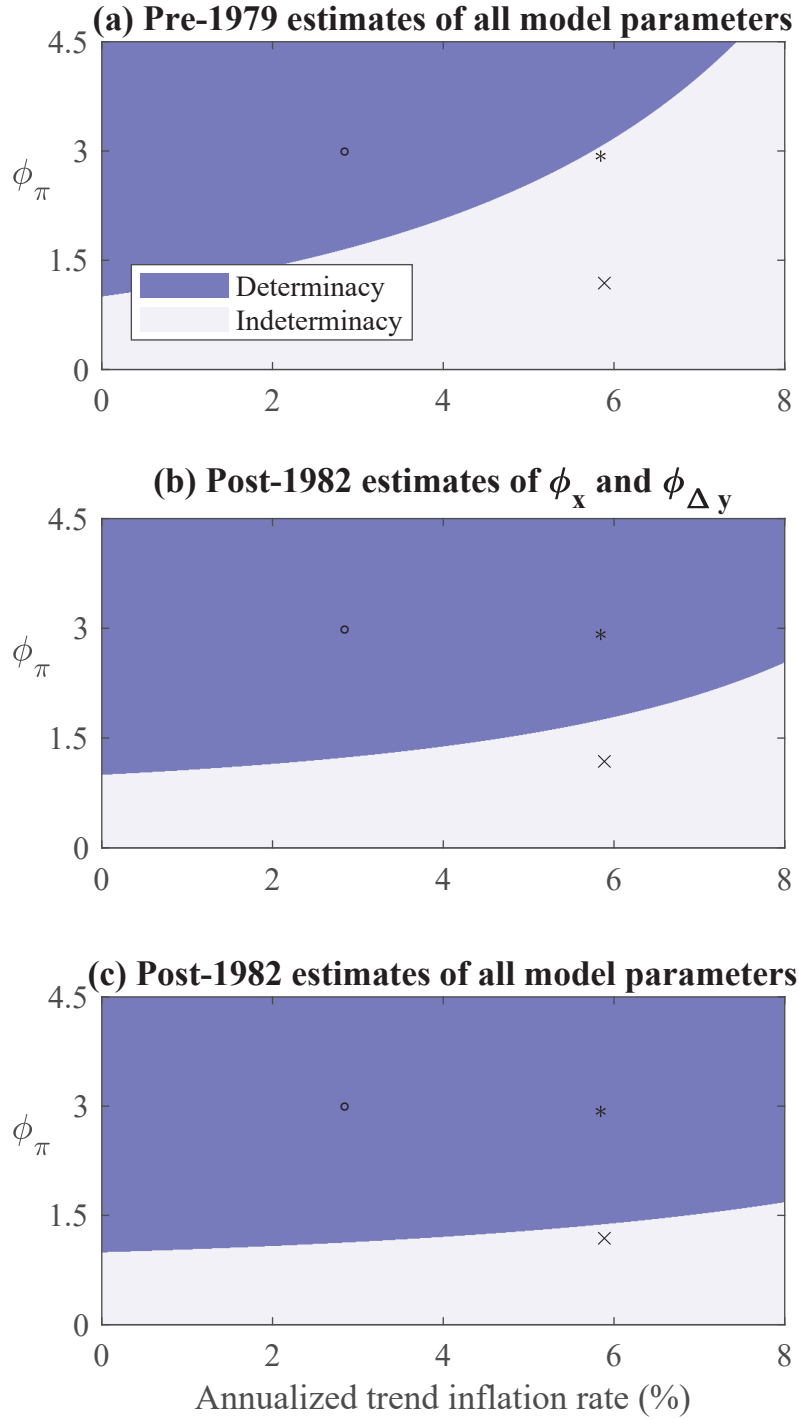 (a) Pre-1979 estimates of all model parameters
4.5
3
ϕπ
1.5
Determinacy
Indeterminacy
0
0 2 4 6 8
(b) Post-1982 estimates of ϕx and ϕΔ y
4.5
3
ϕπ
1.5
0
0 2 4 6 8
(c) Post-1982 estimates of all model parameters
4.5
3
ϕπ
1.5
0
0 2 4 6 8
Annualized trend inflation rate (%)